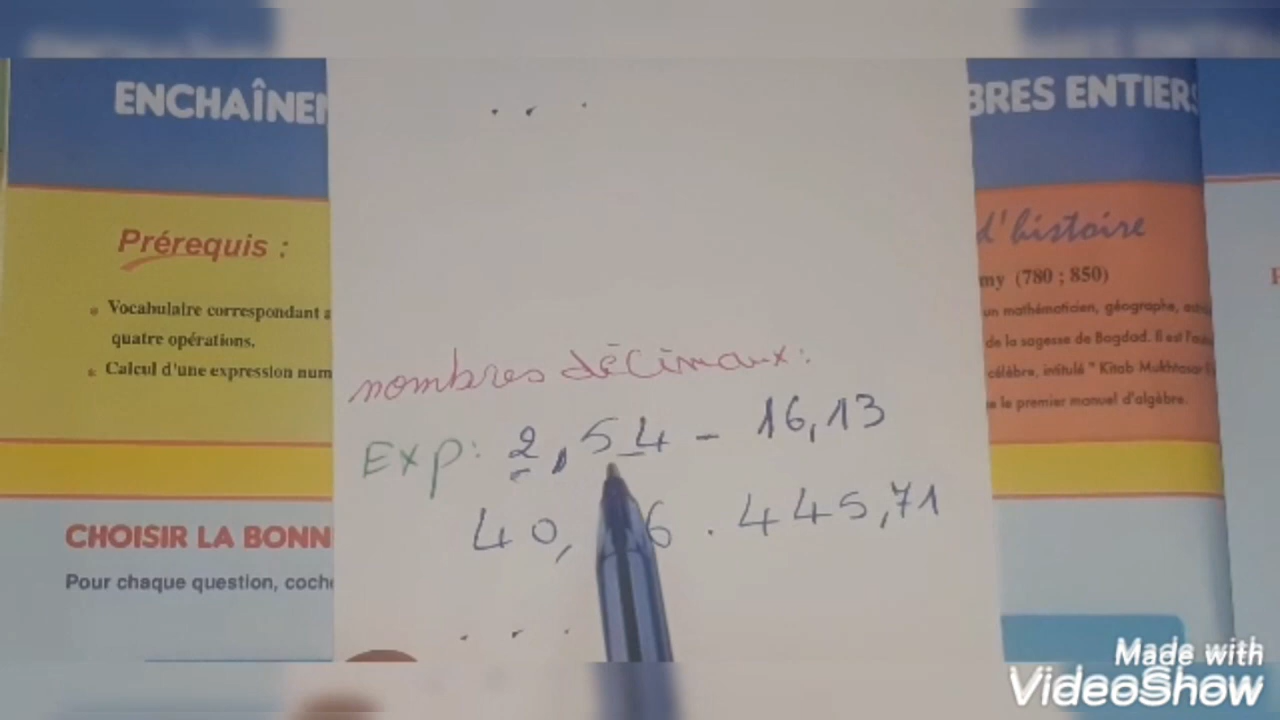 ENCHAÎNE
BRES ENTIERS
Prérequis :
Vocabulaire correspondant
quatre opérations.
Calcul d'une expression num
CHOISIR LA BONN
Pour chaque question, coch
nombres décimaux:
Exp: 2,54 - 16,13
40, 6 . 445,71
. . .
d'histoire
my (780 ; 850)
un mathématicien, géographe,
de la sagesse de Bagdad. Il est
célèbre, intitulé " Kitab Mukhtasar
le premier manuel d'algèbre.
Made with
VideoShow